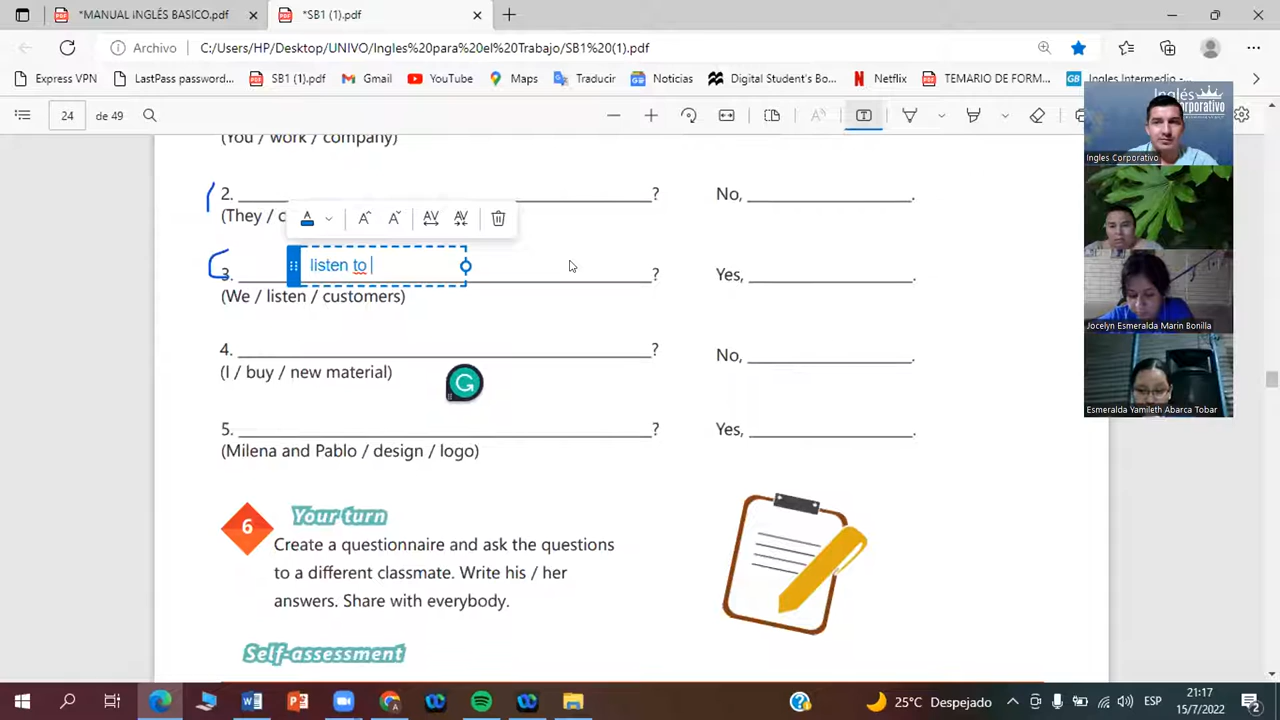 *MANUAL iNGLÉS BASICO.pdf
*SB1 (1).pdf
Archivo
C:/Users/HP/Desktop/UNIVO/Ingles%20para%20el%20Trabajo/SB1%20(1).pdf
Express VPN
LastPass password...
SB1 (1).pdf
Gmail
YouTube
Maps
Traducir
Noticias
Digital Student's Bo...
Netflix
TEMARIO DE FORM...
Ingles Intermedio
24
de 49
(You / work / company)
2. ?
No, .
(They / c
listen to
3. ?
Yes, .
(We / listen / customers)
4. ?
No, .
(I / buy / new material)
5. ?
Yes, .
(Milena and Pablo / design / logo)
6
Your turn
Create a questionnaire and ask the questions
to a different classmate. Write his / her
answers. Share with everybody.
Self-assessment
Inglés
Corporativo
Ingles Corporativo
Jocelyn Esmeralda Marin Bonilla
Esmeralda Yamileth Abarca Tobar
25°C Despejado
ESP
21:17
15/7/2022
2